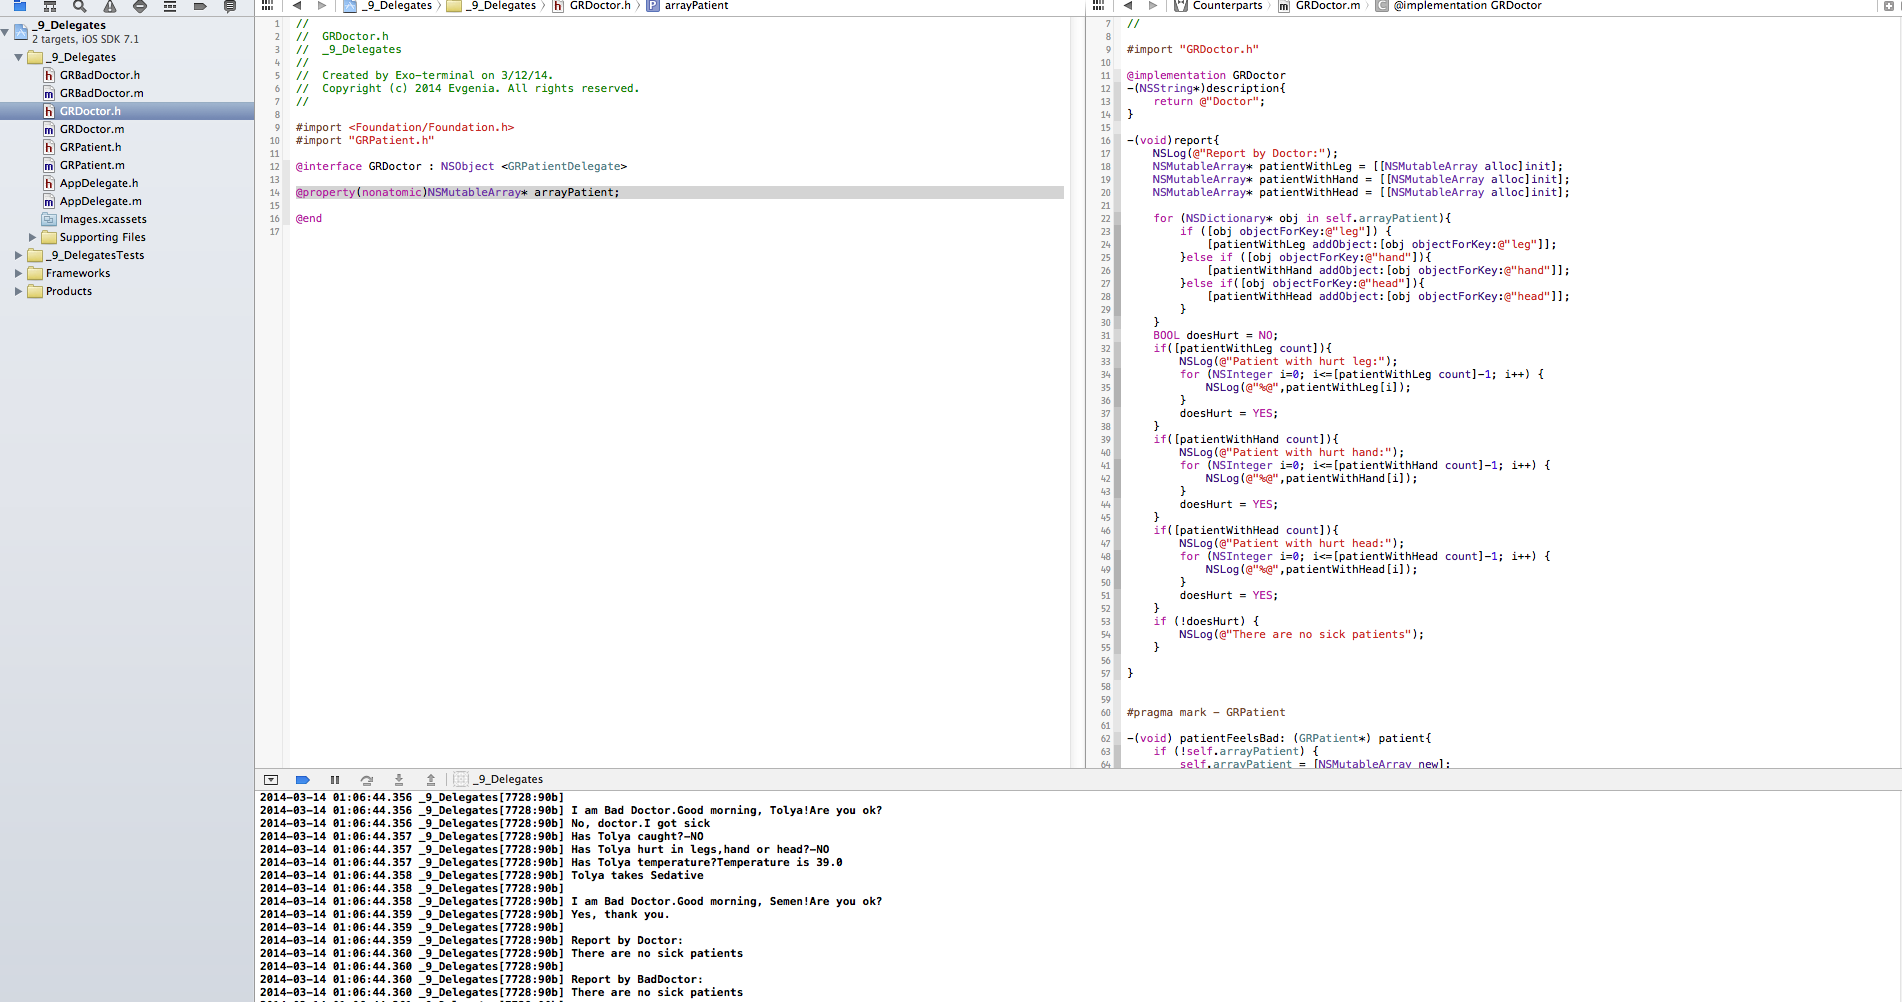 _9_Delegates
2 targets, iOS SDK 7.1
_9_Delegates
GRBadDoctor.h
GRBadDoctor.m
GRDoctor.h
GRDoctor.m
GRPatient.h
GRPatient.m
AppDelegate.h
AppDelegate.m
Images.xcassets
Supporting Files
_9_DelegatesTests
Frameworks
Products
_9_Delegates 〉 _9_Delegates 〉 h GRDoctor.h 〉 P arrayPatient
1 //
2 //  GRDoctor.h
3 //  _9_Delegates
4 //
5 //  Created by Exo-terminal on 3/12/14.
6 //  Copyright (c) 2014 Evgenia. All rights reserved.
7 //
8
9 #import <Foundation/Foundation.h>
10 #import "GRPatient.h"
11
12 @interface GRDoctor : NSObject <GRPatientDelegate>
13
14 @property(nonatomic)NSMutableArray* arrayPatient;
15
16 @end
17
Counterparts 〉 m GRDoctor.m 〉 C @implementation GRDoctor
7 //
8
9 #import "GRDoctor.h"
10
11 @implementation GRDoctor
12 -(NSString*)description{
13     return @"Doctor";
14 }
15
16 -(void)report{
17     NSLog(@"Report by Doctor:");
18     NSMutableArray* patientWithLeg = [[NSMutableArray alloc]init];
19     NSMutableArray* patientWithHand = [[NSMutableArray alloc]init];
20     NSMutableArray* patientWithHead = [[NSMutableArray alloc]init];
21
22     for (NSDictionary* obj in self.arrayPatient){
23         if ([obj objectForKey:@"leg"]) {
24             [patientWithLeg addObject:[obj objectForKey:@"leg"]];
25         }else if ([obj objectForKey:@"hand"]){
26             [patientWithHand addObject:[obj objectForKey:@"hand"]];
27         }else if([obj objectForKey:@"head"]){
28             [patientWithHead addObject:[obj objectForKey:@"head"]];
29         }
30     }
31     BOOL doesHurt = NO;
32     if([patientWithLeg count]){
33         NSLog(@"Patient with hurt leg:");
34         for (NSInteger i=0; i<=[patientWithLeg count]-1; i++) {
35             NSLog(@"%@",patientWithLeg[i]);
36         }
37         doesHurt = YES;
38     }
39     if([patientWithHand count]){
40         NSLog(@"Patient with hurt hand:");
41         for (NSInteger i=0; i<=[patientWithHand count]-1; i++) {
42             NSLog(@"%@",patientWithHand[i]);
43         }
44         doesHurt = YES;
45     }
46     if([patientWithHead count]){
47         NSLog(@"Patient with hurt head:");
48         for (NSInteger i=0; i<=[patientWithHead count]-1; i++) {
49             NSLog(@"%@",patientWithHead[i]);
50         }
51         doesHurt = YES;
52     }
53     if (!doesHurt) {
54         NSLog(@"There are no sick patients");
55     }
56
57 }
58
59
60 #pragma mark - GRPatient
61
62 -(void) patientFeelsBad: (GRPatient*) patient{
63     if (!self.arrayPatient) {
64         self.arrayPatient = [NSMutableArray new];
_9_Delegates
2014-03-14 01:06:44.356 _9_Delegates[7728:90b]
2014-03-14 01:06:44.356 _9_Delegates[7728:90b] I am Bad Doctor.Good morning, Tolya!Are you ok?
2014-03-14 01:06:44.356 _9_Delegates[7728:90b] No, doctor.I got sick
2014-03-14 01:06:44.357 _9_Delegates[7728:90b] Has Tolya caught?-NO
2014-03-14 01:06:44.357 _9_Delegates[7728:90b] Has Tolya hurt in legs,hand or head?-NO
2014-03-14 01:06:44.357 _9_Delegates[7728:90b] Has Tolya temperature?Temperature is 39.0
2014-03-14 01:06:44.358 _9_Delegates[7728:90b] Tolya takes Sedative
2014-03-14 01:06:44.358 _9_Delegates[7728:90b]
2014-03-14 01:06:44.358 _9_Delegates[7728:90b] I am Bad Doctor.Good morning, Semen!Are you ok?
2014-03-14 01:06:44.359 _9_Delegates[7728:90b] Yes, thank you.
2014-03-14 01:06:44.359 _9_Delegates[7728:90b]
2014-03-14 01:06:44.359 _9_Delegates[7728:90b] Report by Doctor:
2014-03-14 01:06:44.360 _9_Delegates[7728:90b] There are no sick patients
2014-03-14 01:06:44.360 _9_Delegates[7728:90b]
2014-03-14 01:06:44.360 _9_Delegates[7728:90b] Report by BadDoctor:
2014-03-14 01:06:44.360 _9_Delegates[7728:90b] There are no sick patients